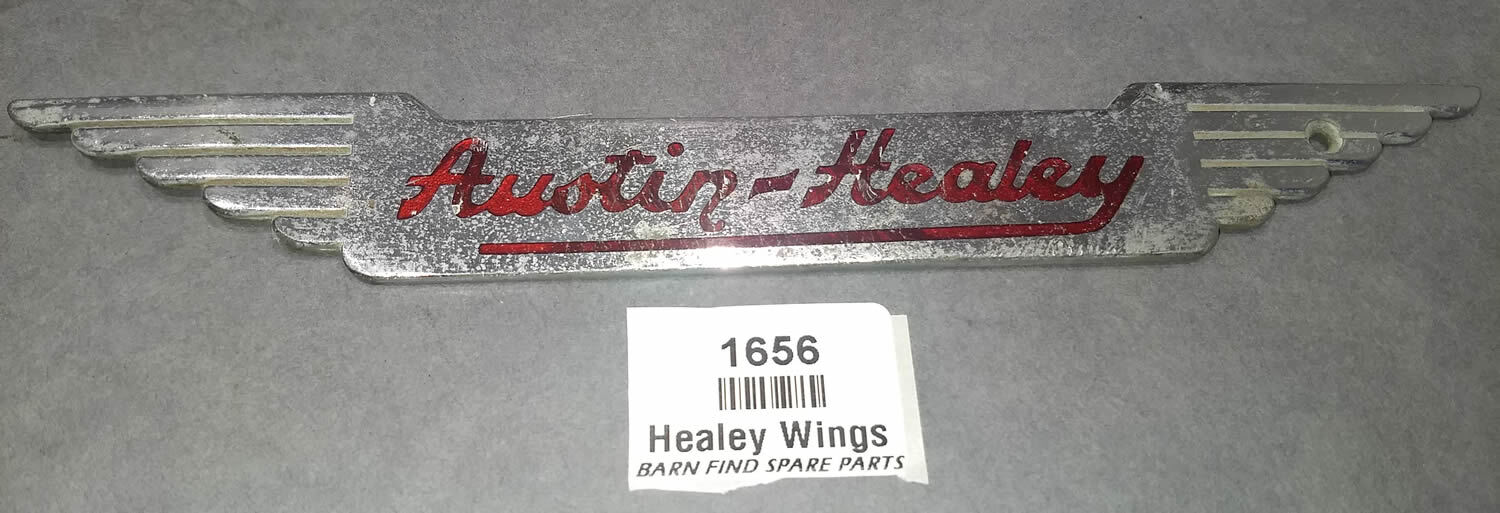 Austin-Healey
1656
Healey Wings
BARN FIND SPARE PARTS